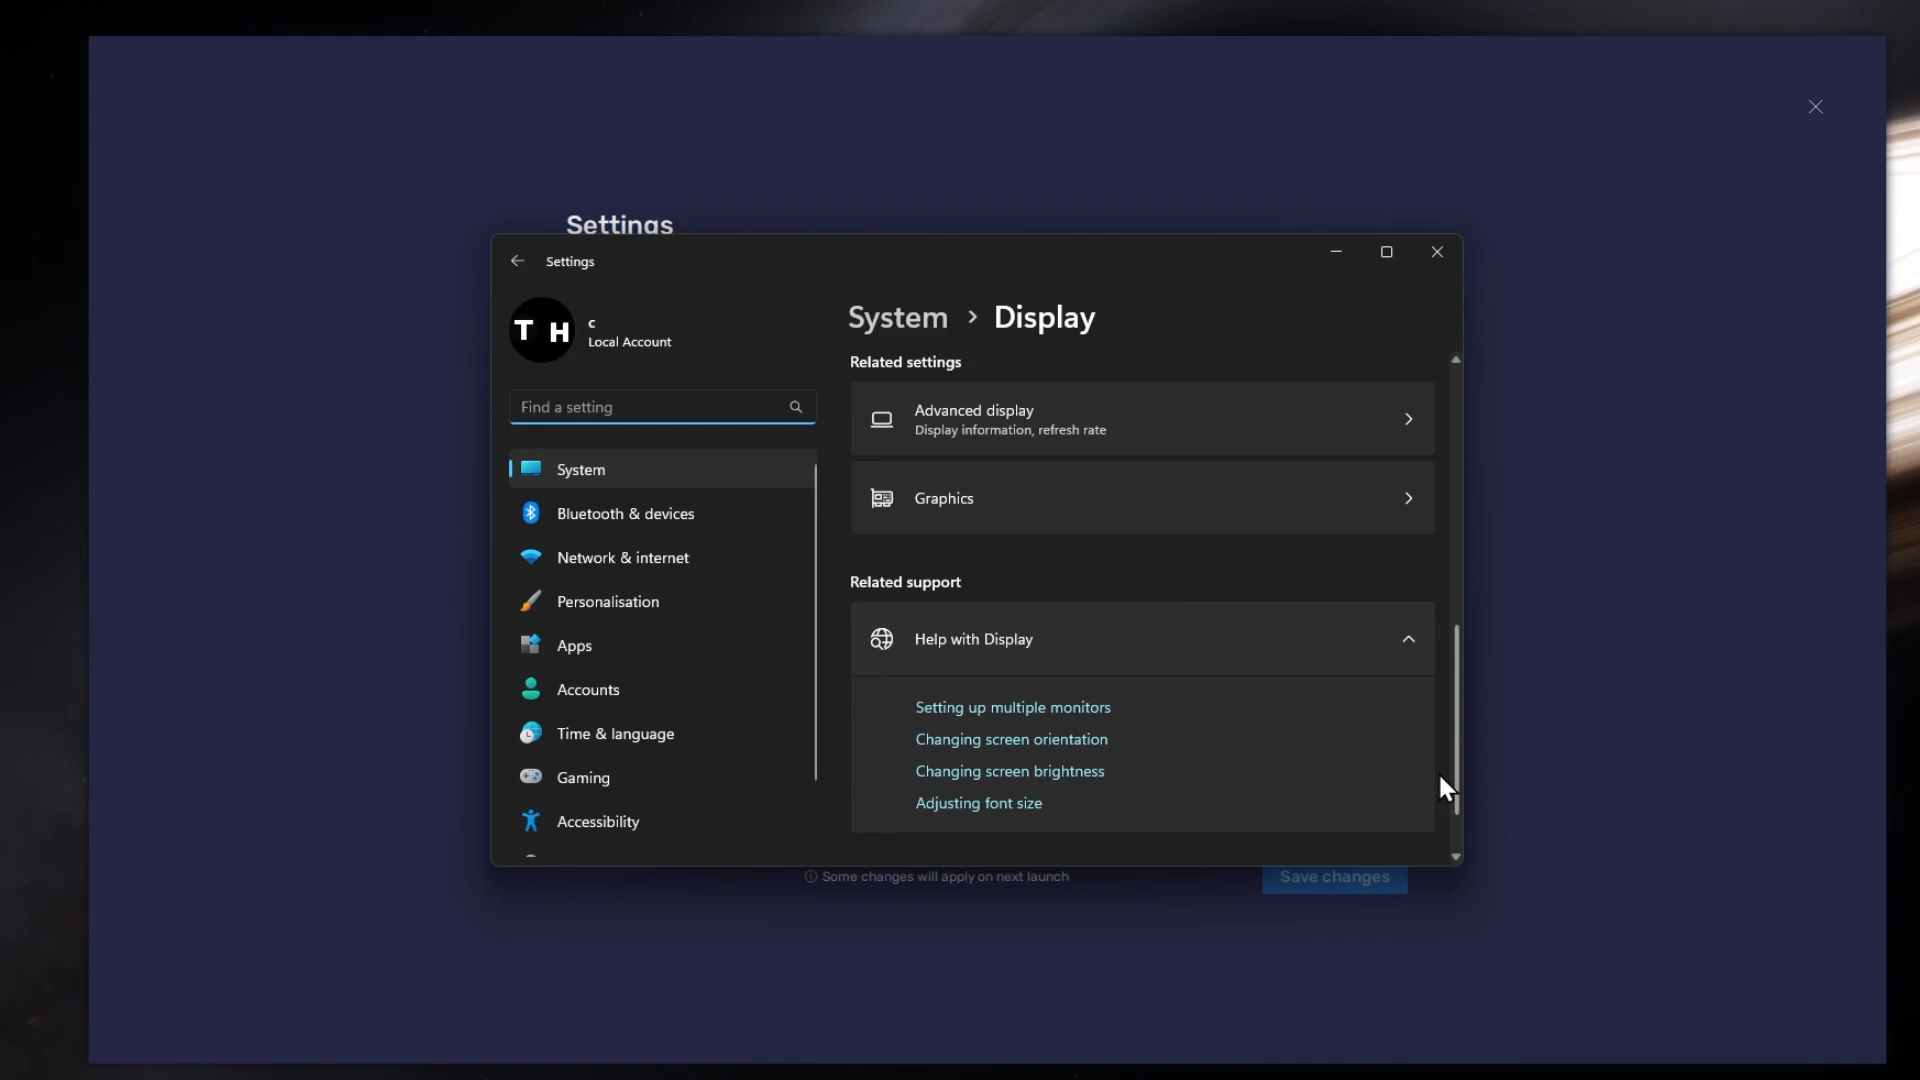 Settings
Settings
T H
c
Local Account
Find a setting
System
Bluetooth & devices
Network & internet
Personalisation
Apps
Accounts
Time & language
Gaming
Accessibility
System > Display
Related settings
Advanced display
Display information, refresh rate
Graphics
Related support
Help with Display
Setting up multiple monitors
Changing screen orientation
Changing screen brightness
Adjusting font size
Some changes will apply on next launch
Save changes